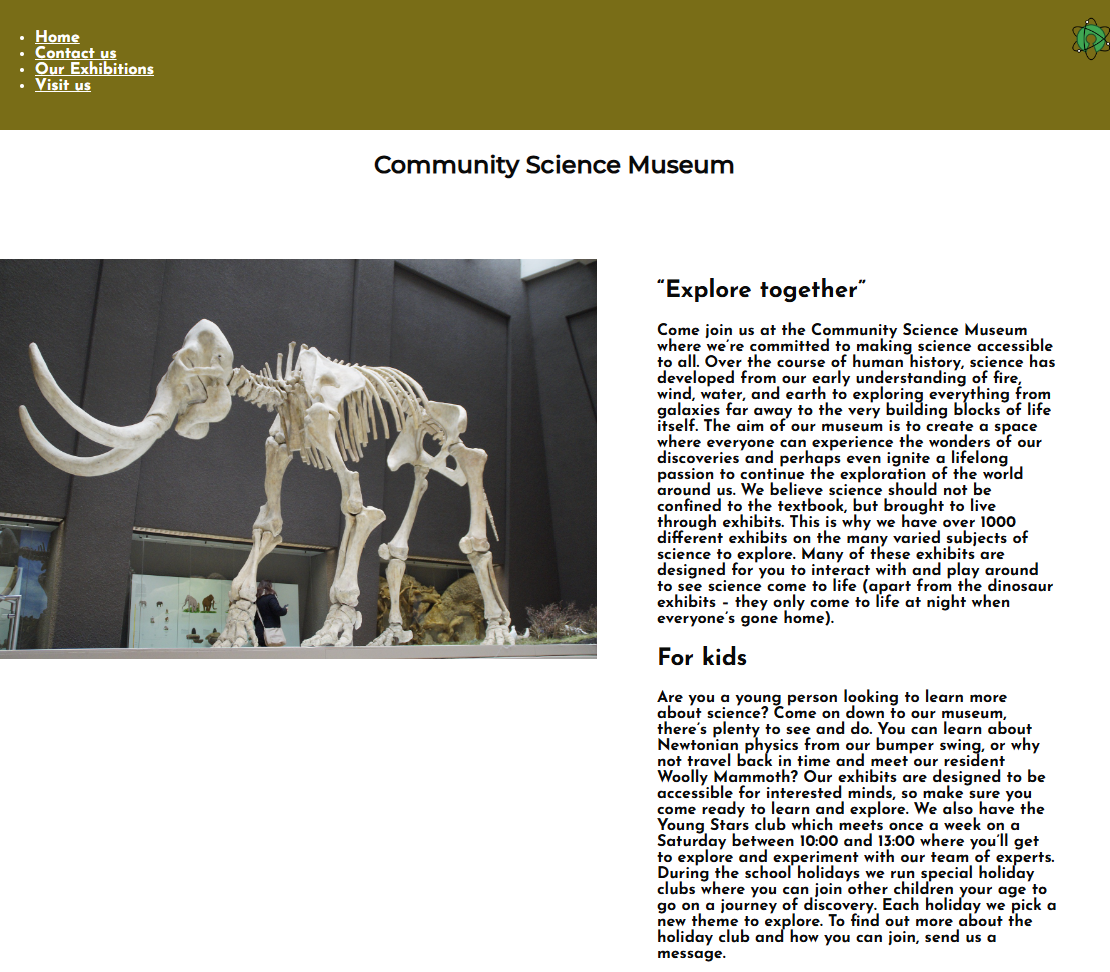 Home
Contact us
Our Exhibitions
Visit us
Community Science Museum
“Explore together”
Come join us at the Community Science Museum
where we’re committed to making science accessible
to all. Over the course of human history, science has
developed from our early understanding of fire,
wind, water, and earth to exploring everything from
galaxies far away to the very building blocks of life
itself. The aim of our museum is to create a space
where everyone can experience the wonders of our
discoveries and perhaps even ignite a lifelong
passion to continue the exploration of the world
around us. We believe science should not be
confined to the textbook, but brought to live
through exhibits. This is why we have over 1000
different exhibits on the many varied subjects of
science to explore. Many of these exhibits are
designed for you to interact with and play around
to see science come to life (apart from the dinosaur
exhibits – they only come to life at night when
everyone’s gone home).
For kids
Are you a young person looking to learn more
about science? Come on down to our museum,
there’s plenty to see and do. You can learn about
Newtonian physics from our bumper swing, or why
not travel back in time and meet our resident
Woolly Mammoth? Our exhibits are designed to be
accessible for interested minds, so make sure you
come ready to learn and explore. We also have the
Young Stars club which meets once a week on a
Saturday between 10:00 and 13:00 where you’ll get
to explore and experiment with our team of experts.
During the school holidays we run special holiday
clubs where you can join other children your age to
go on a journey of discovery. Each holiday we pick a
new theme to explore. To find out more about the
holiday club and how you can join, send us a
message.